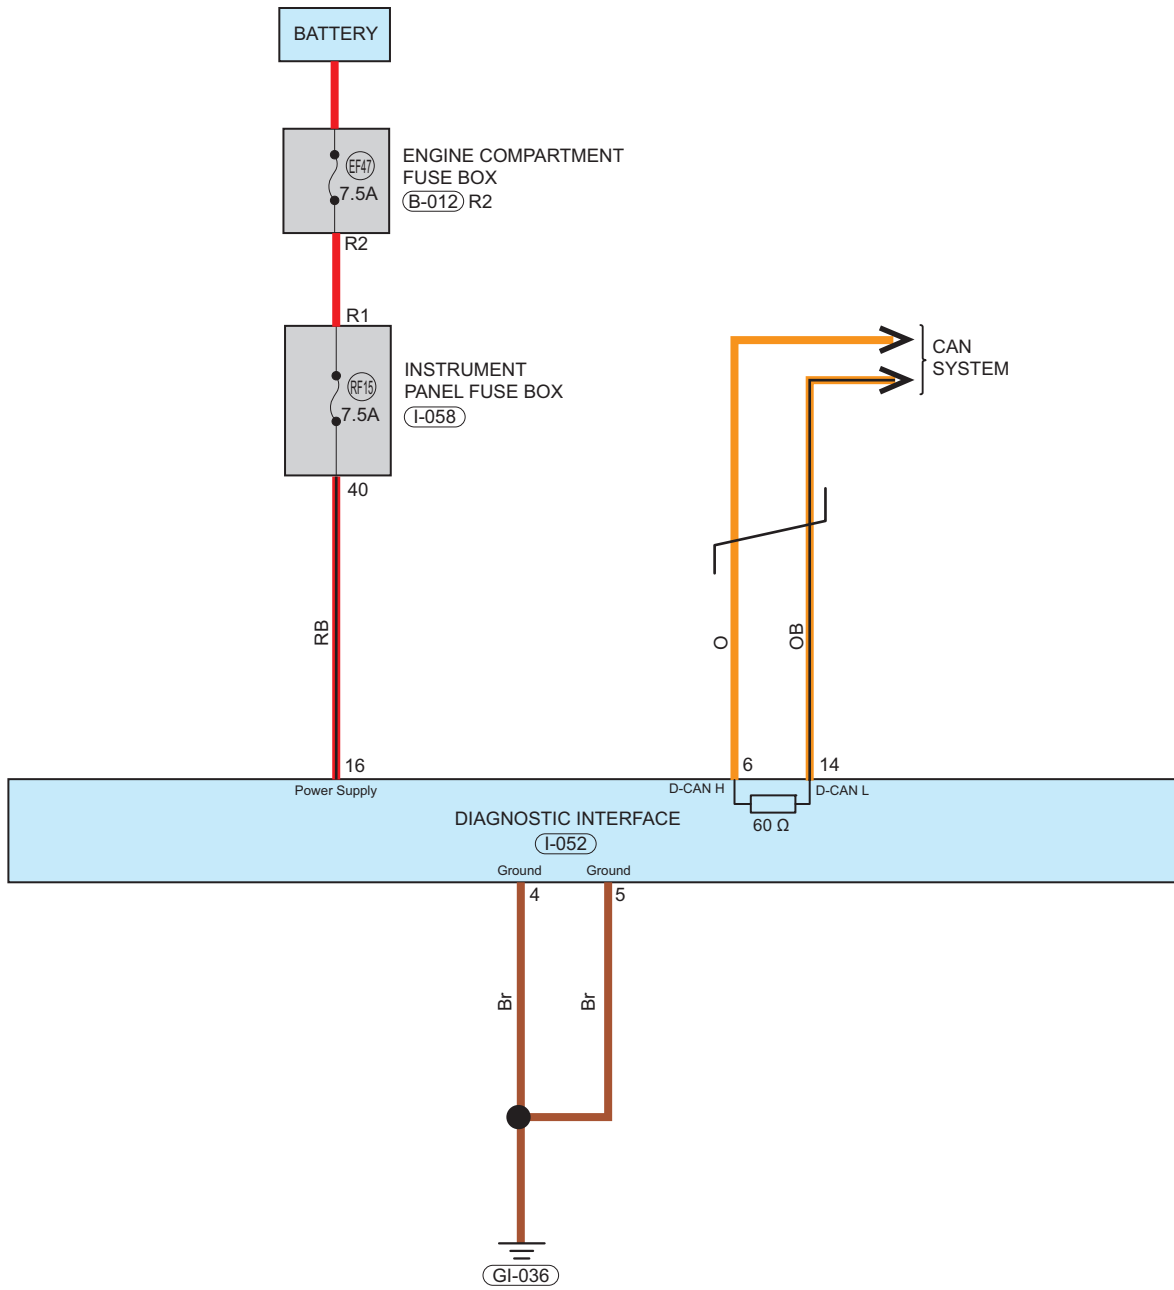 BATTERY
EF47
7.5A
ENGINE COMPARTMENT
FUSE BOX
B-012 R2
R2
R1
RF15
7.5A
INSTRUMENT
PANEL FUSE BOX
I-058
40
CAN
SYSTEM
RB
O
OB
16
6
14
Power Supply
D-CAN H
D-CAN L
60 Ω
DIAGNOSTIC INTERFACE
I-052
Ground
Ground
4
5
Br
Br
GI-036